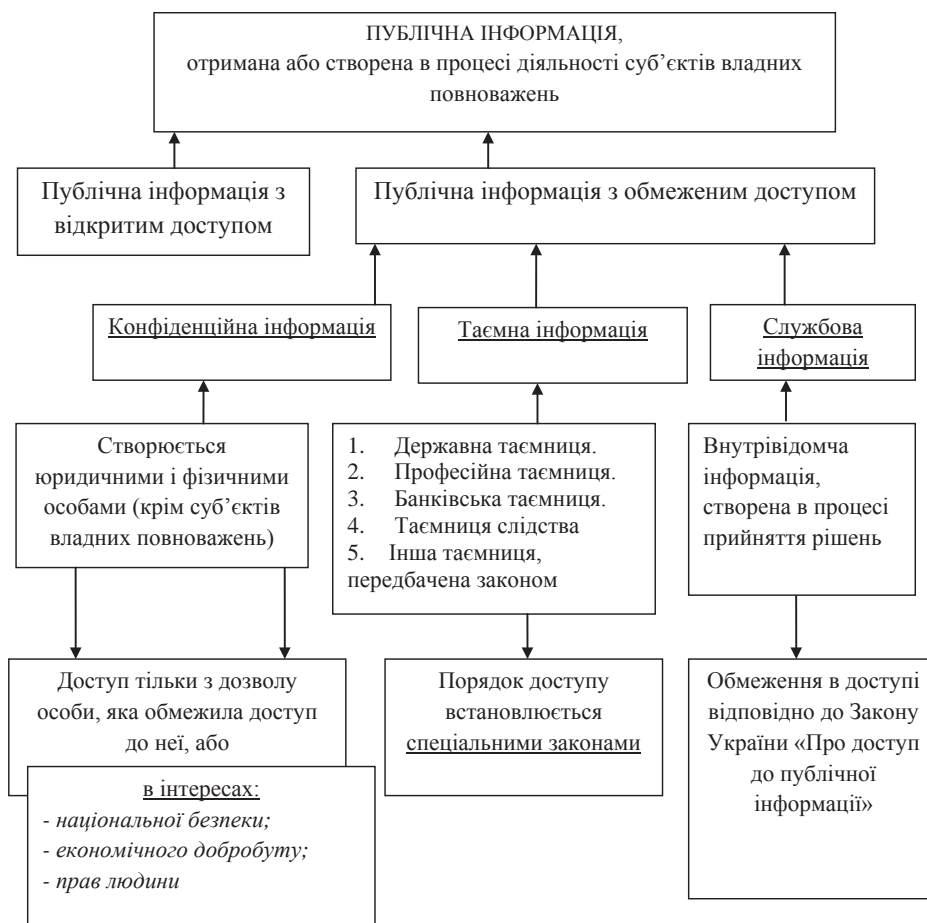 ПУБЛІЧНА ІНФОРМАЦІЯ,
отримана або створена в процесі діяльності суб’єктів владних
повноважень
Публічна інформація з
відкритим доступом
Публічна інформація з обмеженим доступом
Конфіденційна інформація
Таємна інформація
Службова
інформація
Створюється
юридичними і фізичними
особами (крім суб’єктів
владних повноважень)
1. Державна таємниця.
2. Професійна таємниця.
3. Банківська таємниця.
4. Таємниця слідства
5. Інша таємниця,
передбачена законом
Внутрівідомча
інформація,
створена в процесі
прийняття рішень
Доступ тільки з дозволу
особи, яка обмежила доступ
до неї, або
в інтересах:
- національної безпеки;
- економічного добробуту;
- прав людини
Порядок доступу
встановлюється
спеціальними законами
Обмеження в доступі
відповідно до Закону
України «Про доступ
до публічної
інформації»